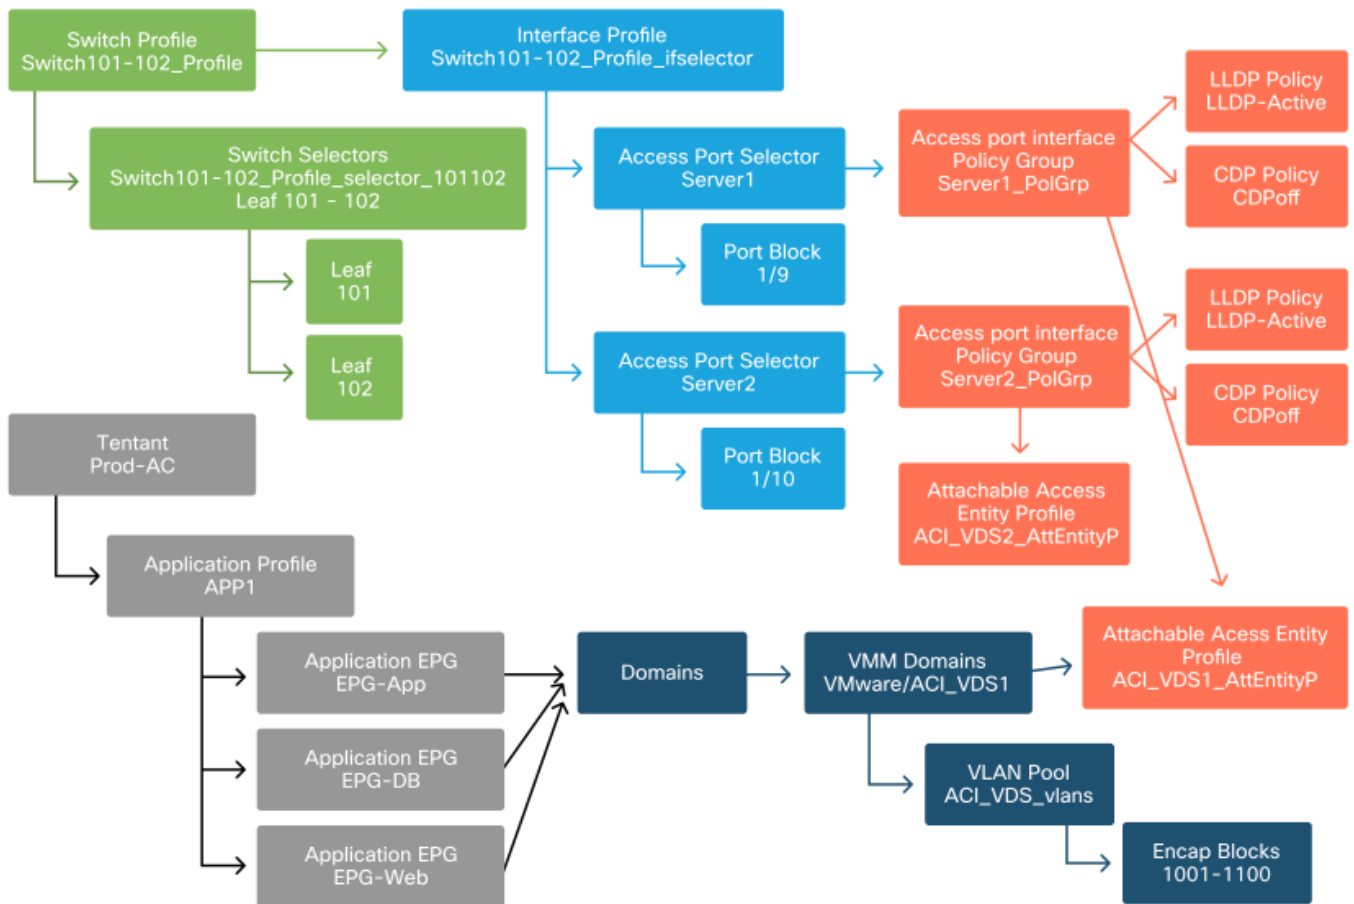 Switch Profile
Switch101-102_Profile
Interface Profile
Switch101-102_Profile_ifselector
LLDP Policy
LLDP-Active
Switch Selectors
Switch101-102_Profile_selector_101102
Leaf 101 - 102
Access Port Selector
Server1
Access port interface
Policy Group
Server1_PolGrp
CDP Policy
CDPoff
Leaf
101
Port Block
1/9
LLDP Policy
LLDP-Active
Leaf
102
Access Port Selector
Server2
Access port interface
Policy Group
Server2_PolGrp
CDP Policy
CDPoff
Tentant
Prod-AC
Port Block
1/10
Attachable Access
Entity Profile
ACI_VDS2_AttEntityP
Application Profile
APP1
Application EPG
EPG-App
Domains
VMM Domains
VMware/ACI_VDS1
Attachable Acess Entity
Profile
ACI_VDS1_AttEntityP
Application EPG
EPG-DB
VLAN Pool
ACI_VDS_vlans
Application EPG
EPG-Web
Encap Blocks
1001-1100